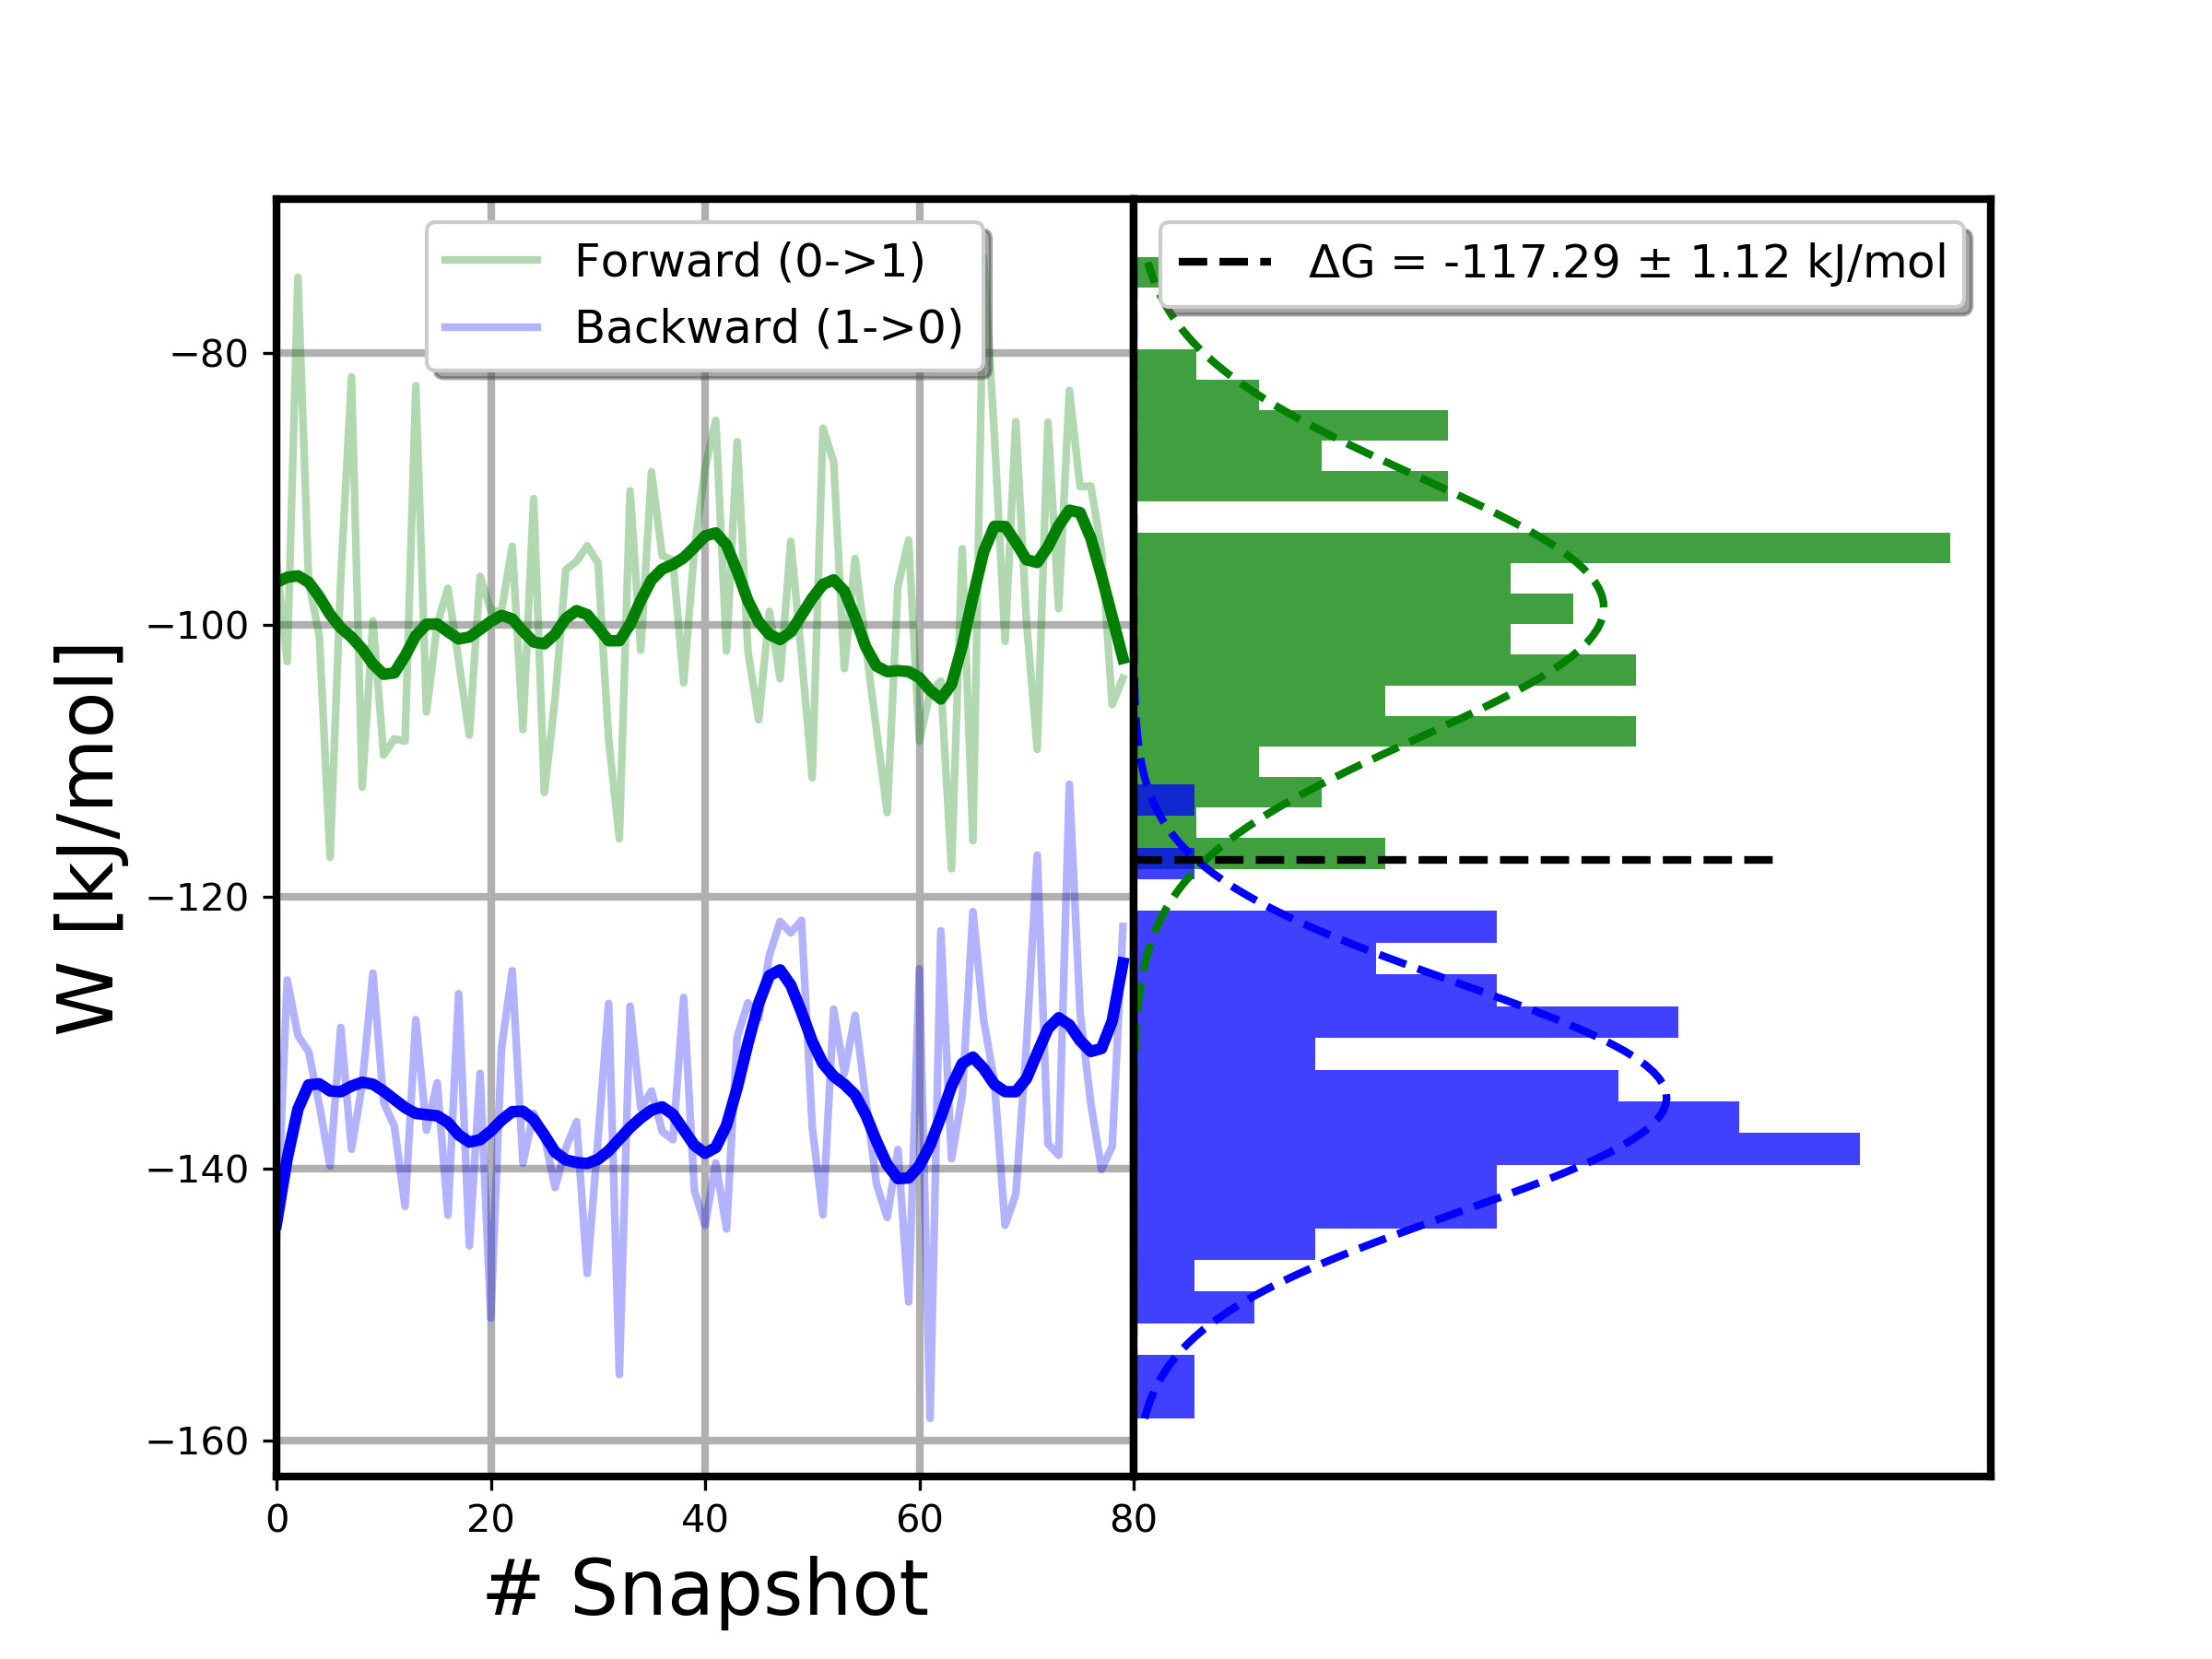 Forward (0->1)
Backward (1->0)
ΔG = -117.29 ± 1.12 kJ/mol
W [kJ/mol]
−80
−100
−120
−140
−160
0 20 40 60 80
# Snapshot